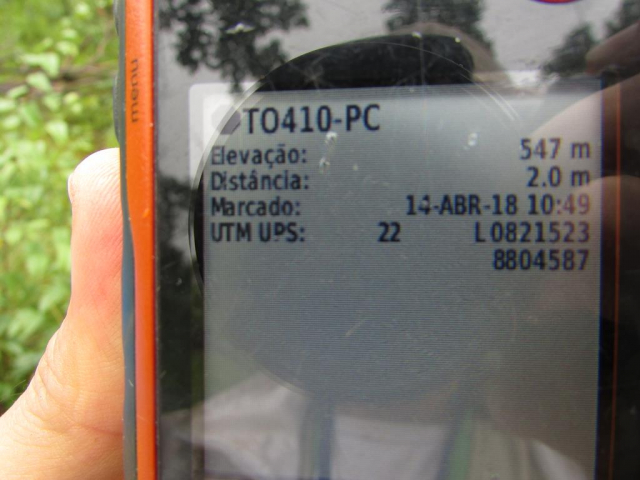 menu
TO410-PC
Elevação: 547 m
Distância: 2.0 m
Marcado: 14-ABR-18 10:49
UTM UPS: 22 L 0821523
8804587